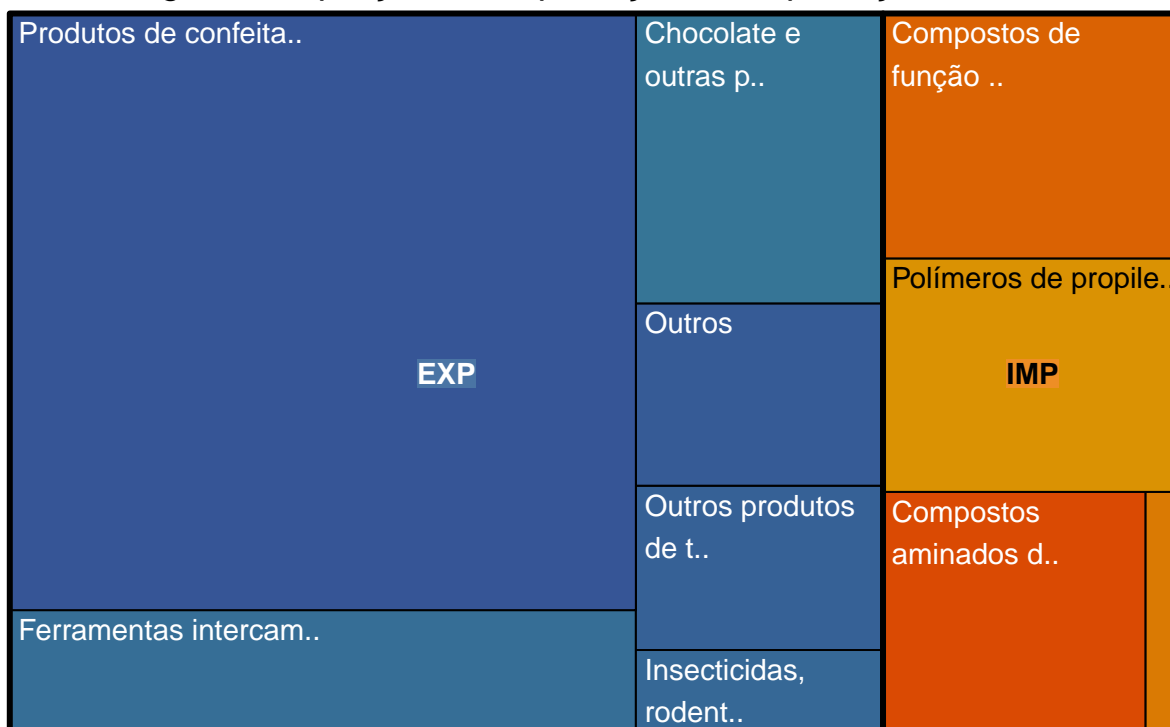 Produtos de confeita..
Chocolate e
outras p..
Compostos de
função ..
Polímeros de propile..
Outros
EXP
IMP
Outros produtos
de t..
Compostos
aminados d..
Ferramentas intercam..
Insecticidas,
rodent..